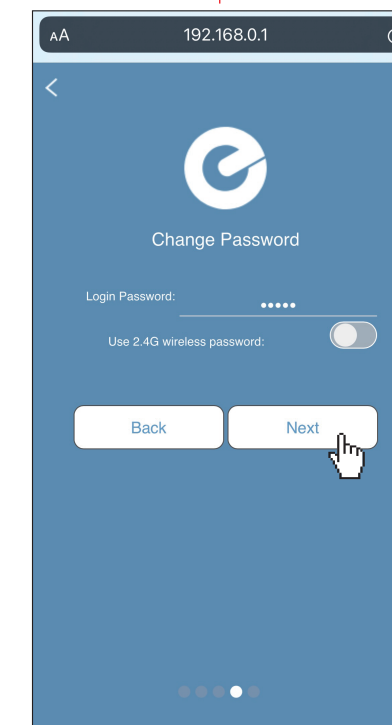 AA 192.168.0.1
Change Password
Login Password: •••••
Use 2.4G wireless password:
Back Next